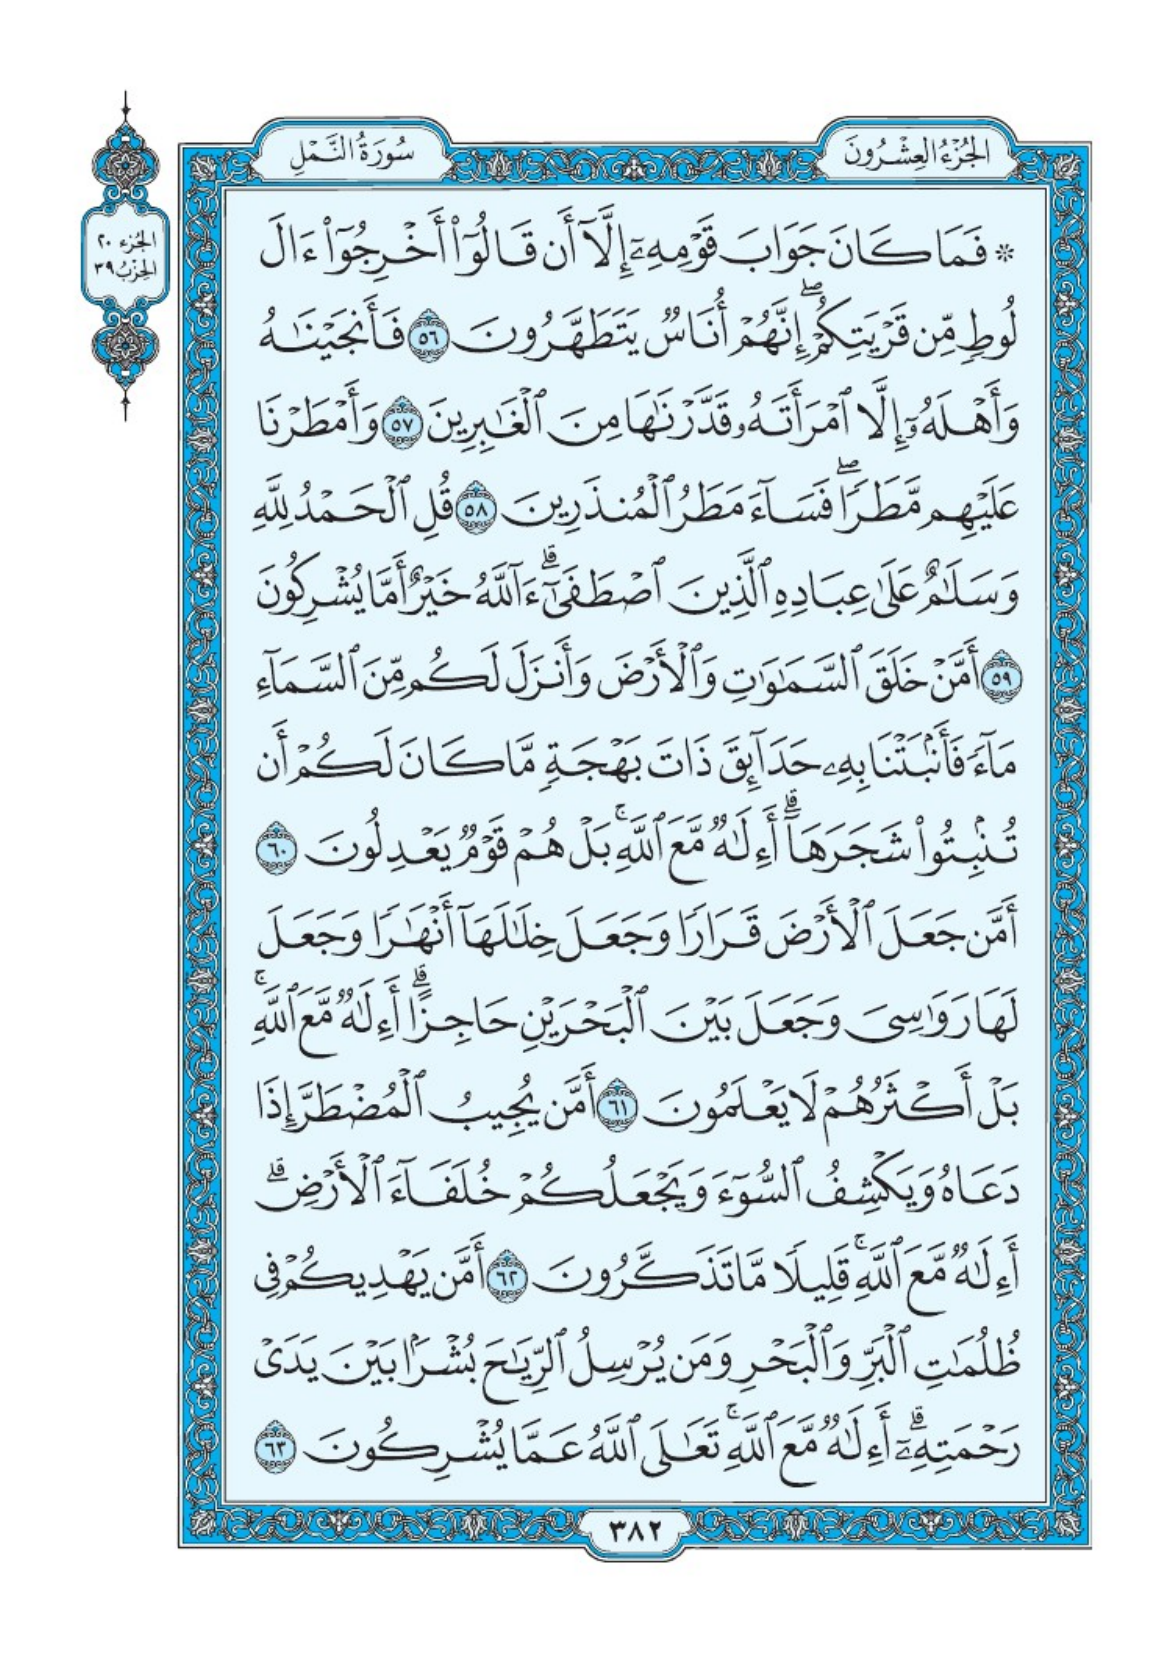 الجُزْءُ العِشْرُونَ
سُورَةُ النَّمْلِ
الجُزء ٢٠
الحِزْبُ ٣٩
۞ فَمَا كَانَ جَوَابَ قَوْمِهِۦٓ إِلَّآ أَن قَالُوٓا۟ أَخْرِجُوٓا۟ ءَالَ
لُوطٍ مِّن قَرْيَتِكُمْ ۖ إِنَّهُمْ أُنَاسٌ يَتَطَهَّرُونَ ٥٦ فَأَنجَيْنَـٰهُ
وَأَهْلَهُۥٓ إِلَّا ٱمْرَأَتَهُۥ قَدَّرْنَـٰهَا مِنَ ٱلْغَـٰبِرِينَ ٥٧ وَأَمْطَرْنَا
عَلَيْهِم مَّطَرًا ۖ فَسَآءَ مَطَرُ ٱلْمُنذَرِينَ ٥٨ قُلِ ٱلْحَمْدُ لِلَّهِ
وَسَلَـٰمٌ عَلَىٰ عِبَادِهِ ٱلَّذِينَ ٱصْطَفَىٰٓ ۗ ءَآللَّهُ خَيْرٌ أَمَّا يُشْرِكُونَ
٥٩ أَمَّنْ خَلَقَ ٱلسَّمَـٰوَٰتِ وَٱلْأَرْضَ وَأَنزَلَ لَكُم مِّنَ ٱلسَّمَآءِ
مَآءً فَأَنۢبَتْنَا بِهِۦ حَدَآئِقَ ذَاتَ بَهْجَةٍ مَّا كَانَ لَكُمْ أَن
تُنۢبِتُوا۟ شَجَرَهَآ ۗ أَءِلَـٰهٌ مَّعَ ٱللَّهِ ۚ بَلْ هُمْ قَوْمٌ يَعْدِلُونَ ٦٠
أَمَّن جَعَلَ ٱلْأَرْضَ قَرَارًا وَجَعَلَ خِلَـٰلَهَآ أَنْهَـٰرًا وَجَعَلَ
لَهَا رَوَٰسِىَ وَجَعَلَ بَيْنَ ٱلْبَحْرَيْنِ حَاجِزًا ۗ أَءِلَـٰهٌ مَّعَ ٱللَّهِ ۚ
بَلْ أَكْثَرُهُمْ لَا يَعْلَمُونَ ٦١ أَمَّن يُجِيبُ ٱلْمُضْطَرَّ إِذَا
دَعَاهُ وَيَكْشِفُ ٱلسُّوٓءَ وَيَجْعَلُكُمْ خُلَفَآءَ ٱلْأَرْضِ ۗ
أَءِلَـٰهٌ مَّعَ ٱللَّهِ ۚ قَلِيلًا مَّا تَذَكَّرُونَ ٦٢ أَمَّن يَهْدِيكُمْ فِى
ظُلُمَـٰتِ ٱلْبَرِّ وَٱلْبَحْرِ وَمَن يُرْسِلُ ٱلرِّيَـٰحَ بُشْرًۢا بَيْنَ يَدَىْ
رَحْمَتِهِۦٓ ۗ أَءِلَـٰهٌ مَّعَ ٱللَّهِ ۚ تَعَـٰلَى ٱللَّهُ عَمَّا يُشْرِكُونَ ٦٣
٣٨٢